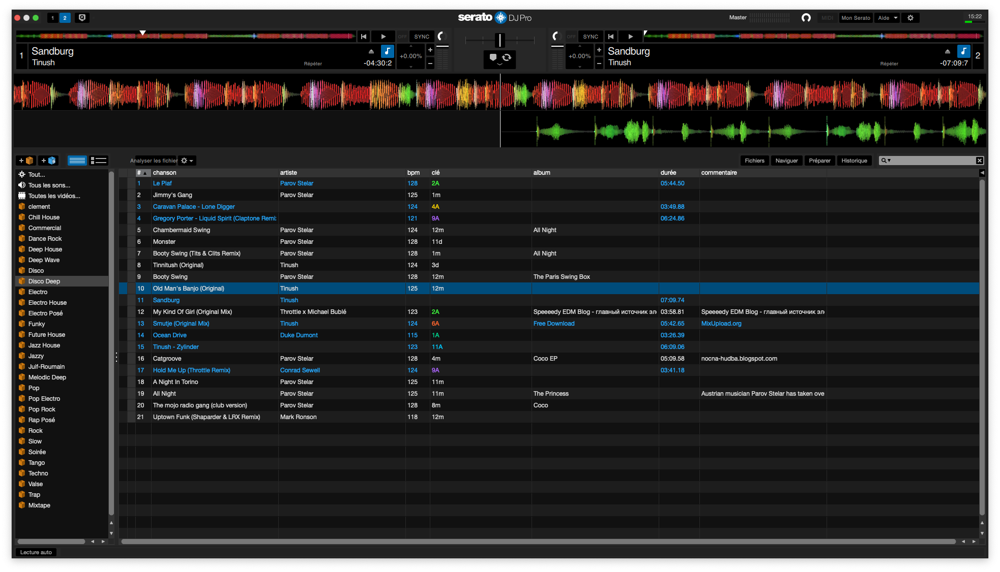 1 2 serato DJ Pro Master MIDI Mon Serato Aide 15:22
OFF SYNC OFF SYNC
1 Sandburg +0.00% + +0.00% + Sandburg 2
Tinush Répéter -04:30:2 − − Tinush Répéter -07:09:7
+ + S Analyser les fichier Fichiers Naviguer Préparer Historique
Tout...
Tous les sons...
Toutes les vidéos...
clement
Chill House
Commercial
Dance Rock
Deep House
Deep Wave
Disco
Disco Deep
Electro
Electro House
Electro Posé
Funky
Future House
Jazz House
Jazzy
Juif-Roumain
Melodic Deep
Pop
Pop Electro
Pop Rock
Rap Posé
Rock
Slow
Soirée
Tango
Techno
Valse
Trap
Mixtape
# chanson artiste bpm clé album durée commentaire
1 Le Piaf Parov Stelar 128 2A 05:44.50
2 Jimmy's Gang Parov Stelar 125 1m
3 Caravan Palace - Lone Digger 124 4A 03:49.88
4 Gregory Porter - Liquid Spirit (Claptone Remi 121 9A 06:24.86
5 Chambermaid Swing Parov Stelar 124 12m All Night
6 Monster Parov Stelar 128 11d
7 Booty Swing (Tits & Clits Remix) Parov Stelar 128 1m All Night
8 Tinnitush (Original) Tinush 124 3d
9 Booty Swing Parov Stelar 128 12m The Paris Swing Box
10 Old Man's Banjo (Original) Tinush 125 12m
11 Sandburg Tinush 07:09.74
12 My Kind Of Girl (Original Mix) Throttle x Michael Bublé 123 2A Speeeedy EDM Blog - главный источник эл 03:58.81 Speeeedy EDM Blog - главный источник эл
13 Smutje (Original Mix) Tinush 124 6A Free Download 05:42.65 MixUpload.org
14 Ocean Drive Duke Dumont 115 1A 03:26.39
15 Tinush - Zylinder 123 11A 06:09.06
16 Catgroove Parov Stelar 128 4m Coco EP 05:09.58 nocna-hudba.blogspot.com
17 Hold Me Up (Throttle Remix) Conrad Sewell 124 9A 03:41.18
18 A Night In Torino Parov Stelar 125 11m
19 All Night Parov Stelar 125 11m The Princess Austrian musician Parov Stelar has taken ove
20 The mojo radio gang (club version) Parov Stelar 128 8m Coco
21 Uptown Funk (Shaparder & LRX Remix) Mark Ronson 118 12m
Lecture auto